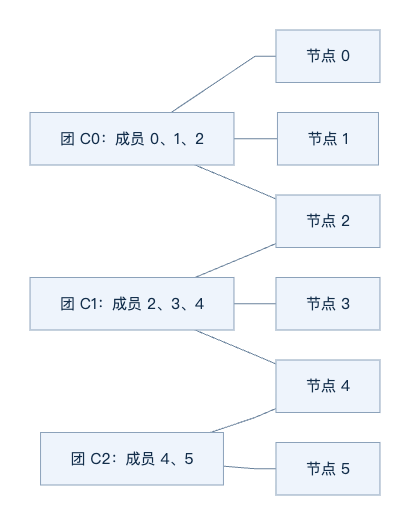 节点 0
团 C0：成员 0、1、2
节点 1
节点 2
团 C1：成员 2、3、4
节点 3
节点 4
团 C2：成员 4、5
节点 5